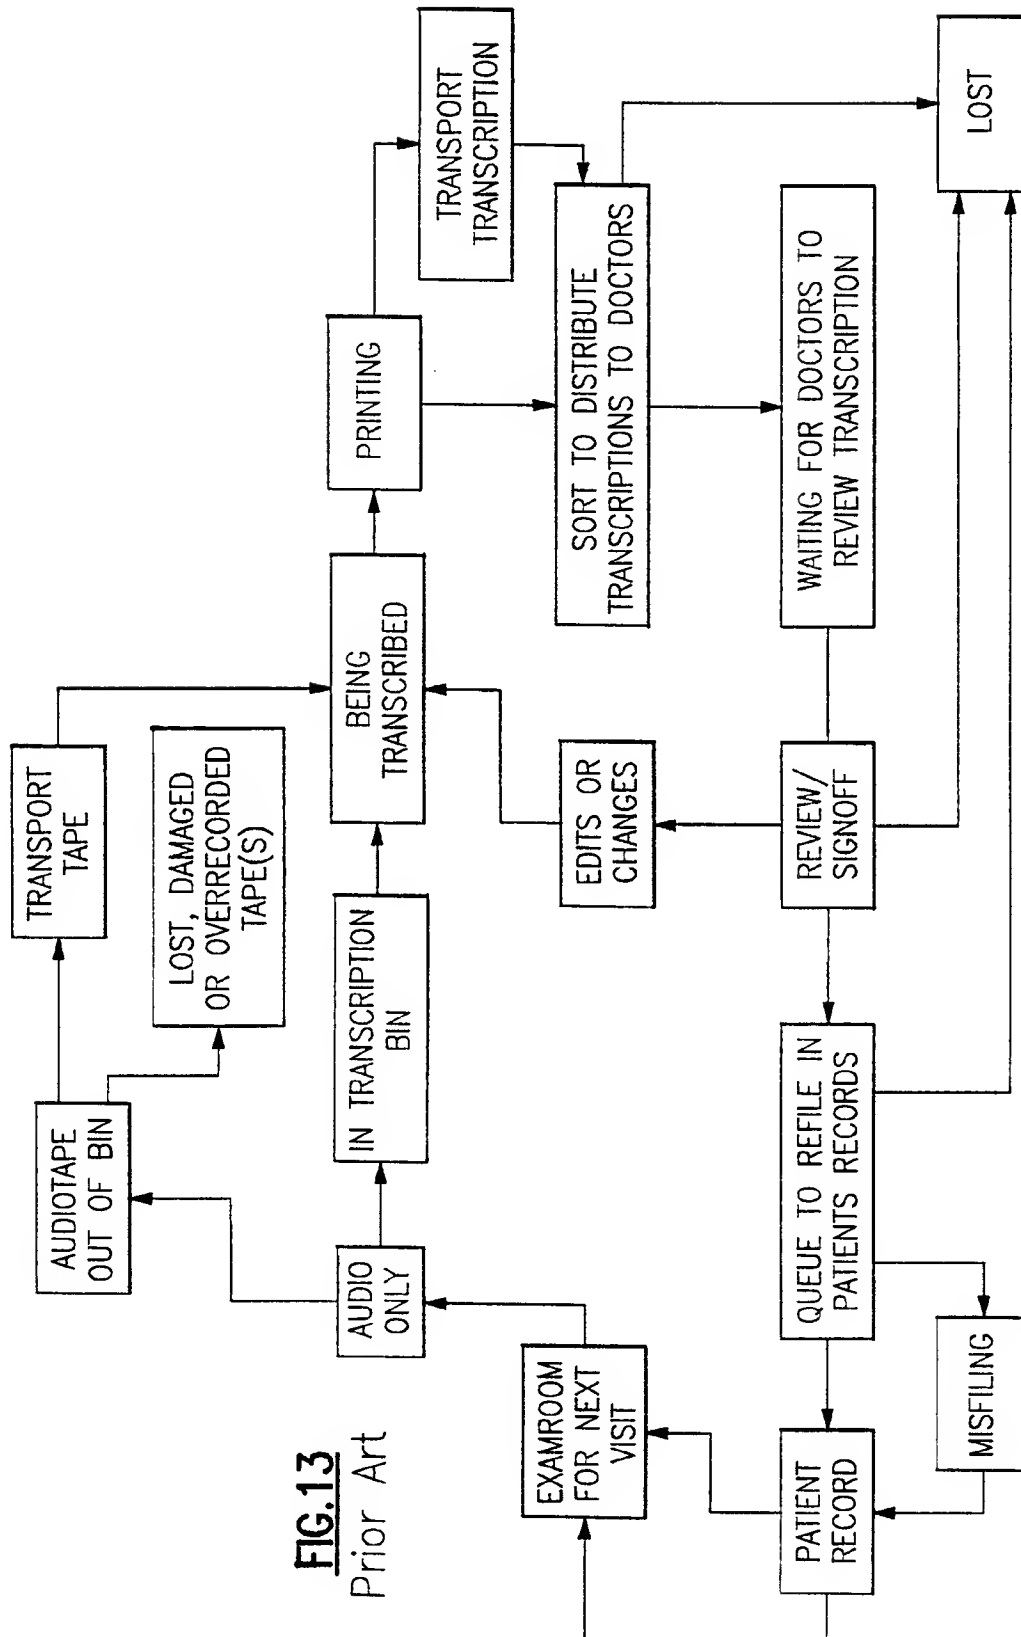 FIG.13
Prior Art
AUDIOTAPE
OUT OF BIN
TRANSPORT
TAPE
LOST, DAMAGED
OR OVERRECORDED
TAPE(S)
AUDIO
ONLY
IN TRANSCRIPTION
BIN
BEING
TRANSCRIBED
PRINTING
TRANSPORT
TRANSCRIPTION
EXAMROOM
FOR NEXT
VISIT
EDITS OR
CHANGES
SORT TO DISTRIBUTE
TRANSCRIPTIONS TO DOCTORS
PATIENT
RECORD
QUEUE TO REFILE IN
PATIENTS RECORDS
REVIEW/
SIGNOFF
WAITING FOR DOCTORS TO
REVIEW TRANSCRIPTION
MISFILING
LOST